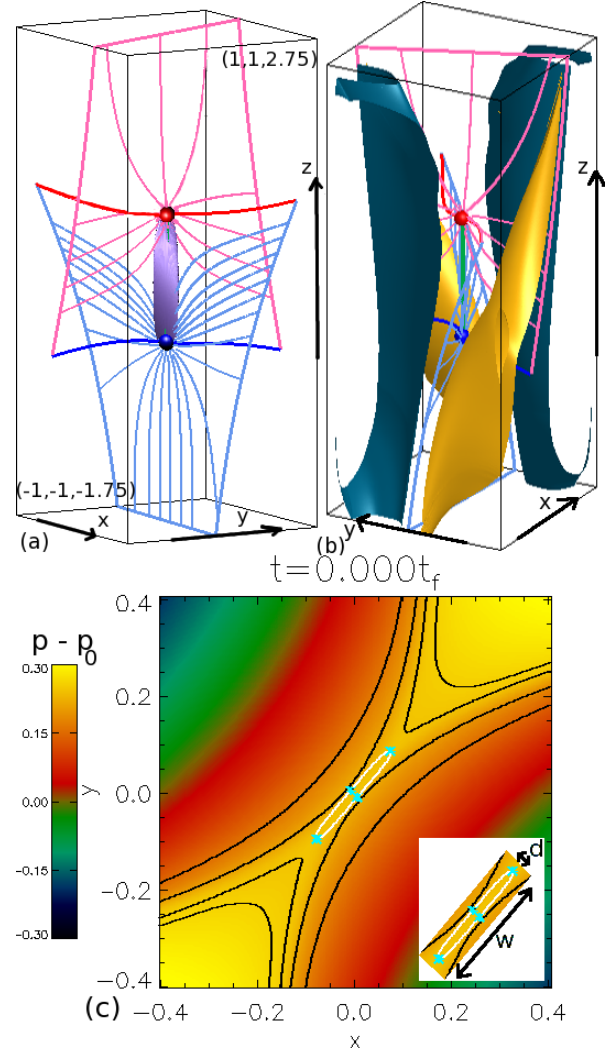 (1,1,2.75)
z
(-1,-1,-1.75)
x
y
(a)
z
x
y
(b)
t=0.000t_f
p - p_0
0.30
0.15
0.00
-0.15
-0.30
0.4
0.2
0.0
-0.2
-0.4
y
d
w
(c)
-0.4
-0.2
0.0
0.2
0.4
x